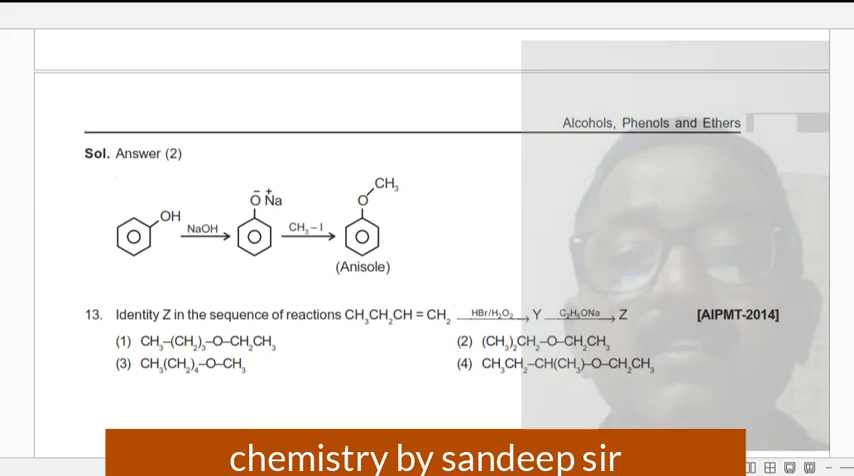 Alcohols, Phenols and Ethers
Sol. Answer (2)
OH
NaOH
ŌN⁺a
CH₃–I
O
CH₃
(Anisole)
13. Identity Z in the sequence of reactions CH₃CH₂CH = CH₂ —HBr/H₂O₂→ Y —C₂H₅ONa→ Z [AIPMT-2014]
(1) CH₃–(CH₂)₃–O–CH₂CH₃ (2) (CH₃)₂CH₂–O–CH₂CH₃
(3) CH₃(CH₂)₄–O–CH₃ (4) CH₃CH₂–CH(CH₃)–O–CH₂CH₃
chemistry by sandeep sir